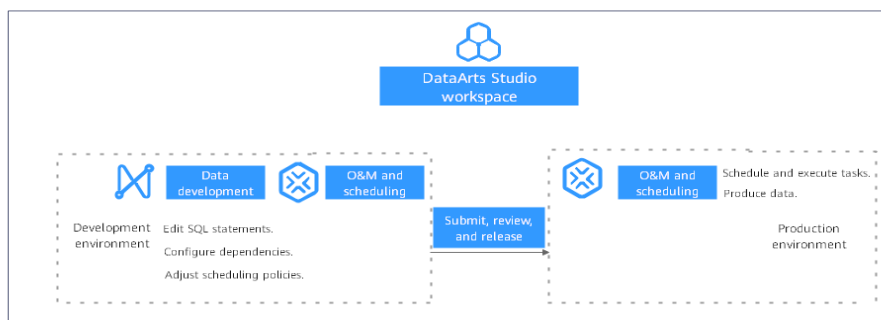 DataArts Studio
workspace
Data
development
O&M and
scheduling
Development
environment
Edit SQL statements.
Configure dependencies.
Adjust scheduling policies.
Submit, review,
and release
O&M and
scheduling
Schedule and execute tasks.
Produce data.
Production
environment